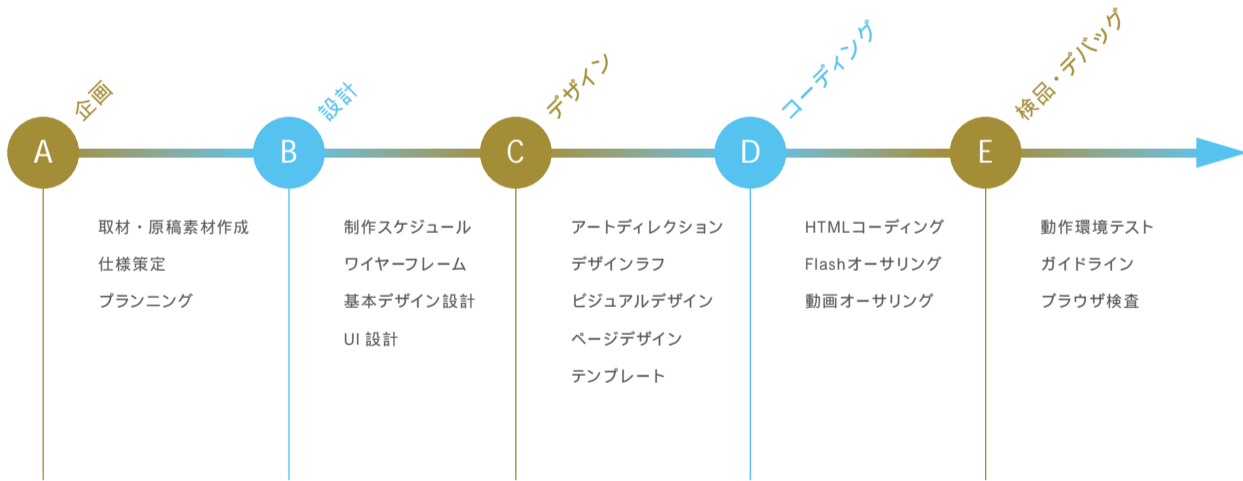 A
企画
取材・原稿素材作成
仕様策定
プランニング
B
設計
制作スケジュール
ワイヤーフレーム
基本デザイン設計
UI 設計
C
デザイン
アートディレクション
デザインラフ
ビジュアルデザイン
ページデザイン
テンプレート
D
コーディング
HTMLコーディング
Flashオーサリング
動画オーサリング
E
検品・デバッグ
動作環境テスト
ガイドライン
ブラウザ検査